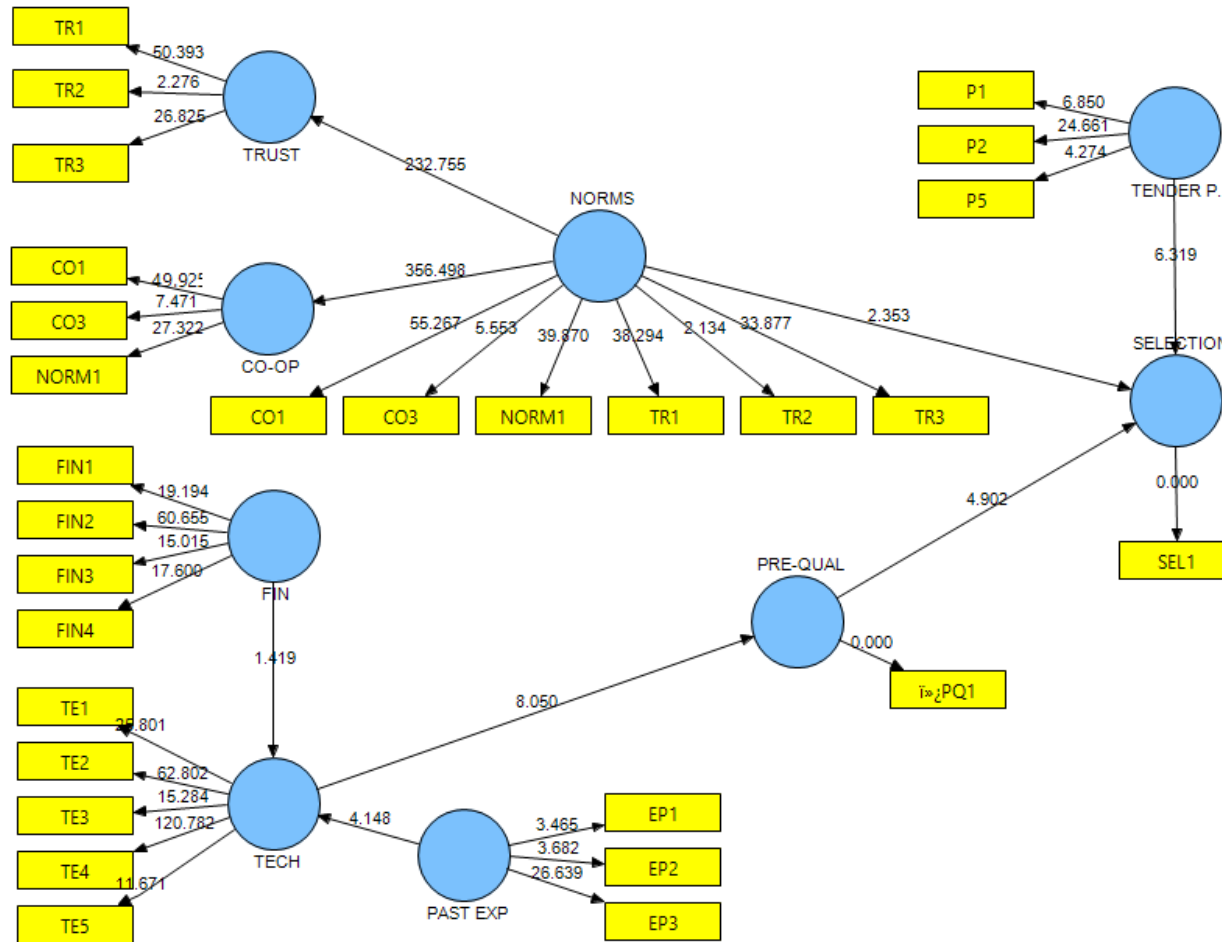 TR1
50.393
TR2
2.276
26.825
TR3
TRUST
232.755
P1
6.850
P2
24.661
4.274
P5
TENDER P.
NORMS
6.319
CO1
49.925
CO3
7.471
27.322
NORM1
CO-OP
356.498
55.267
5.553
39.870
38.294
2.134
33.877
2.353
SELECTION
CO1
CO3
NORM1
TR1
TR2
TR3
FIN1
19.194
FIN2
60.655
15.015
FIN3
17.600
FIN4
FIN
1.419
4.902
0.000
SEL1
PRE-QUAL
0.000
ï»¿PQ1
8.050
TE1
.801
TE2
62.802
TE3
15.284
120.782
TE4
11.671
TE5
TECH
4.148
PAST EXP
3.465
EP1
3.682
EP2
26.639
EP3